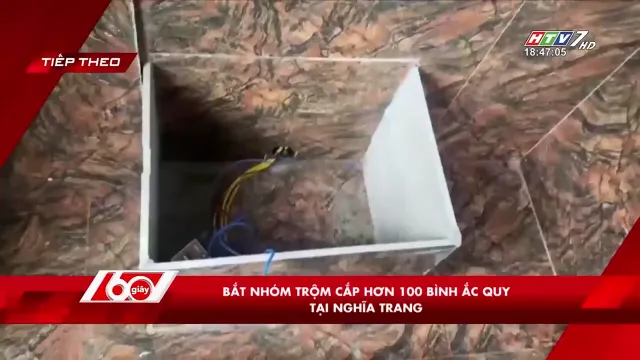 TIẾP THEO
HTV7 HD
18:47:05
60 giây
BẮT NHÓM TRỘM CẮP HƠN 100 BÌNH ẮC QUY
TẠI NGHĨA TRANG